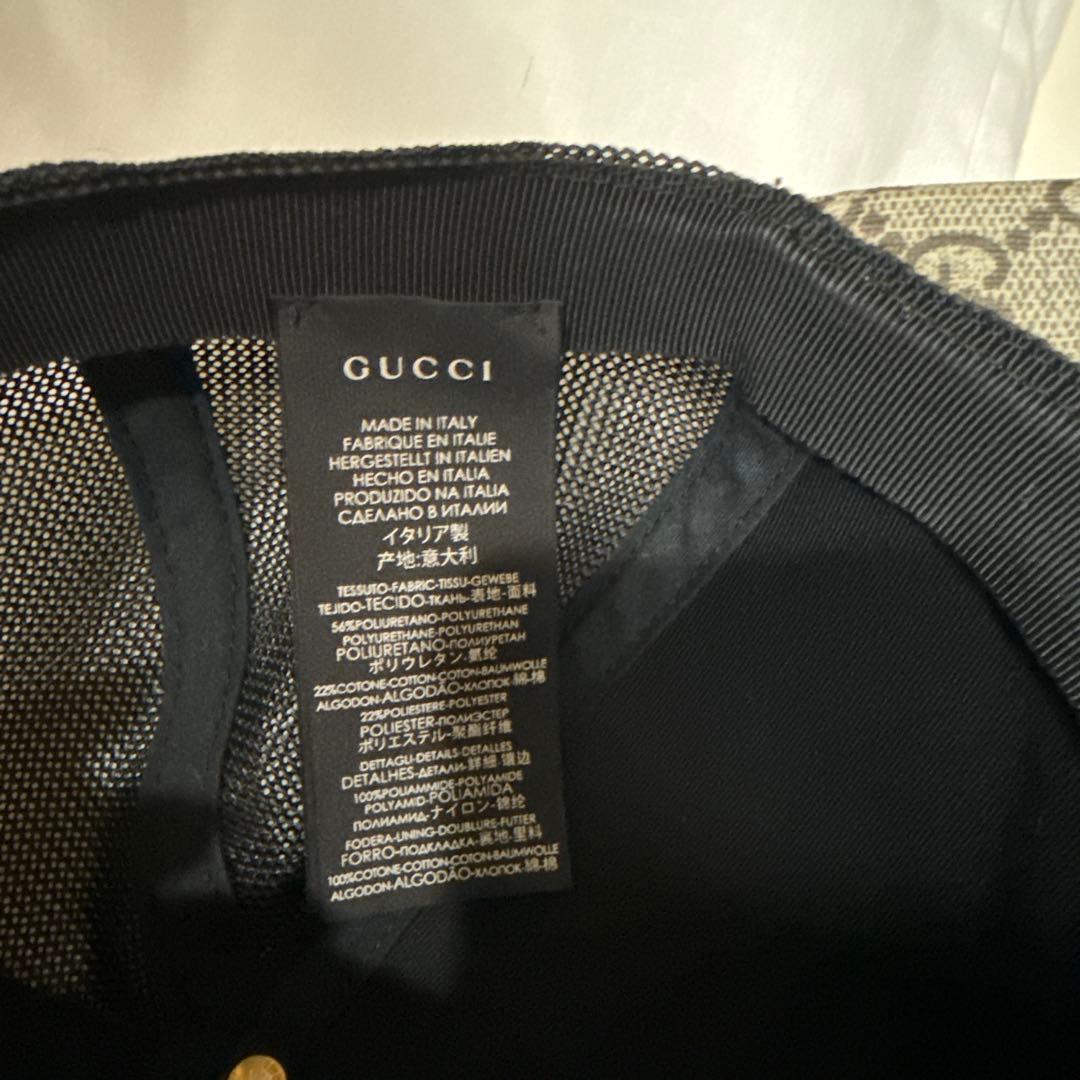 GUCCI
MADE IN ITALY
FABRIQUE EN ITALIE
HERGESTELLT IN ITALIEN
HECHO EN ITALIA
PRODUZIDO NA ITALIA
СДЕЛАНО В ИТАЛИИ
イタリア製
产地:意大利
TESSUTO-FABRIC-TISSU-GEWEBE
TEJIDO-TECIDO-ТКАНЬ-表地-面料
56%POLIURETANO-POLYURETHANE
POLYURETHANE-POLYURETHAN
POLIURETANO-ПОЛИУРЕТАН
ポリウレタン-氨纶
22%COTONE-COTTON-COTON-BAUMWOLLE
ALGODON-ALGODÃO-ХЛОПОК-綿-棉
22%POLIESTERE-POLYESTER
POLIESTER-ПОЛИЭСТЕР
ポリエステル-聚酯纤维
DETTAGLI-DETAILS-DETALLES
DETALHES-ДЕТАЛИ-詳細-镶边
100%POLIAMMIDE-POLYAMIDE
POLYAMID-POLIAMIDA
ПОЛИАМИД-ナイロン-锦纶
FODERA-LINING-DOUBLURE-FUTTER
FORRO-ПОДКЛАДКА-裏地-里料
100%COTONE-COTTON-COTON-BAUMWOLLE
ALGODON-ALGODÃO-ХЛОПОК-綿-棉